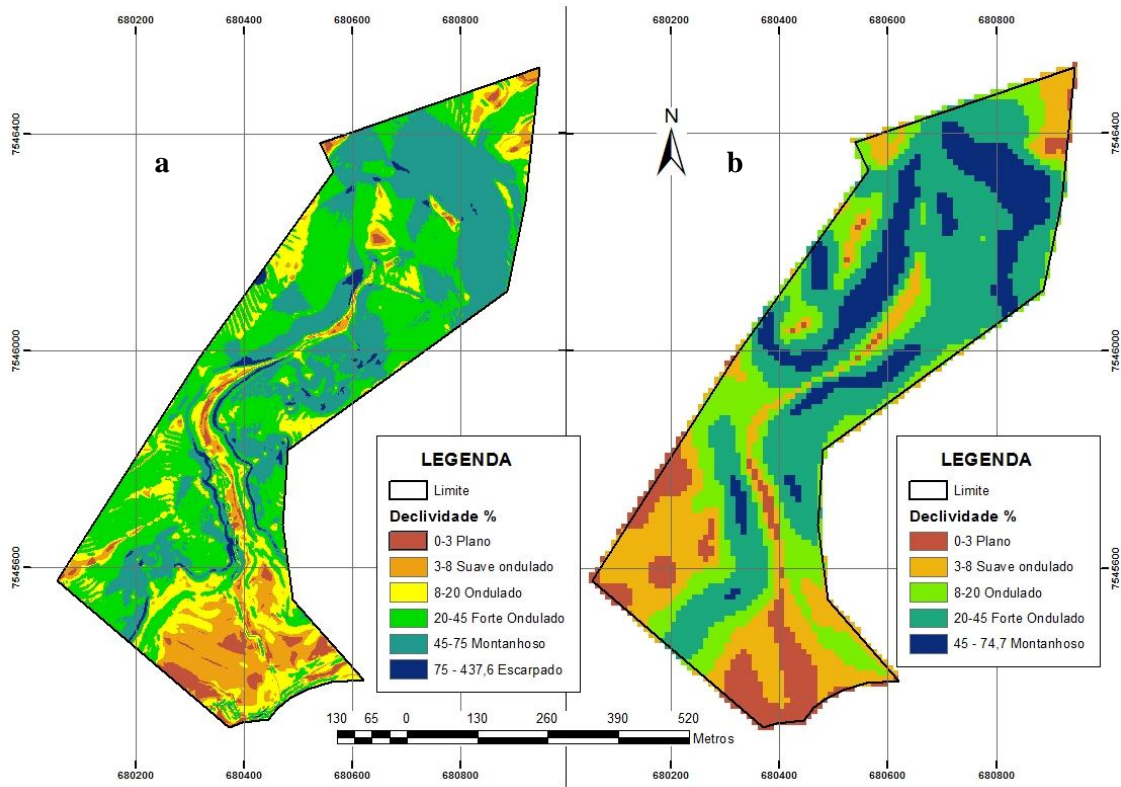 680200 680400 680600 680800 680200 680400 680600 680800
7546400
7546000
7545600
a
N
b
7546400
7546000
7545600
LEGENDA
Limite
Declividade %
0-3 Plano
3-8 Suave ondulado
8-20 Ondulado
20-45 Forte Ondulado
45-75 Montanhoso
75 - 437,6 Escarpado
LEGENDA
Limite
Declividade %
0-3 Plano
3-8 Suave ondulado
8-20 Ondulado
20-45 Forte Ondulado
45 - 74,7 Montanhoso
130 65 0 130 260 390 520
Metros
680200 680400 680600 680800 680200 680400 680600 680800